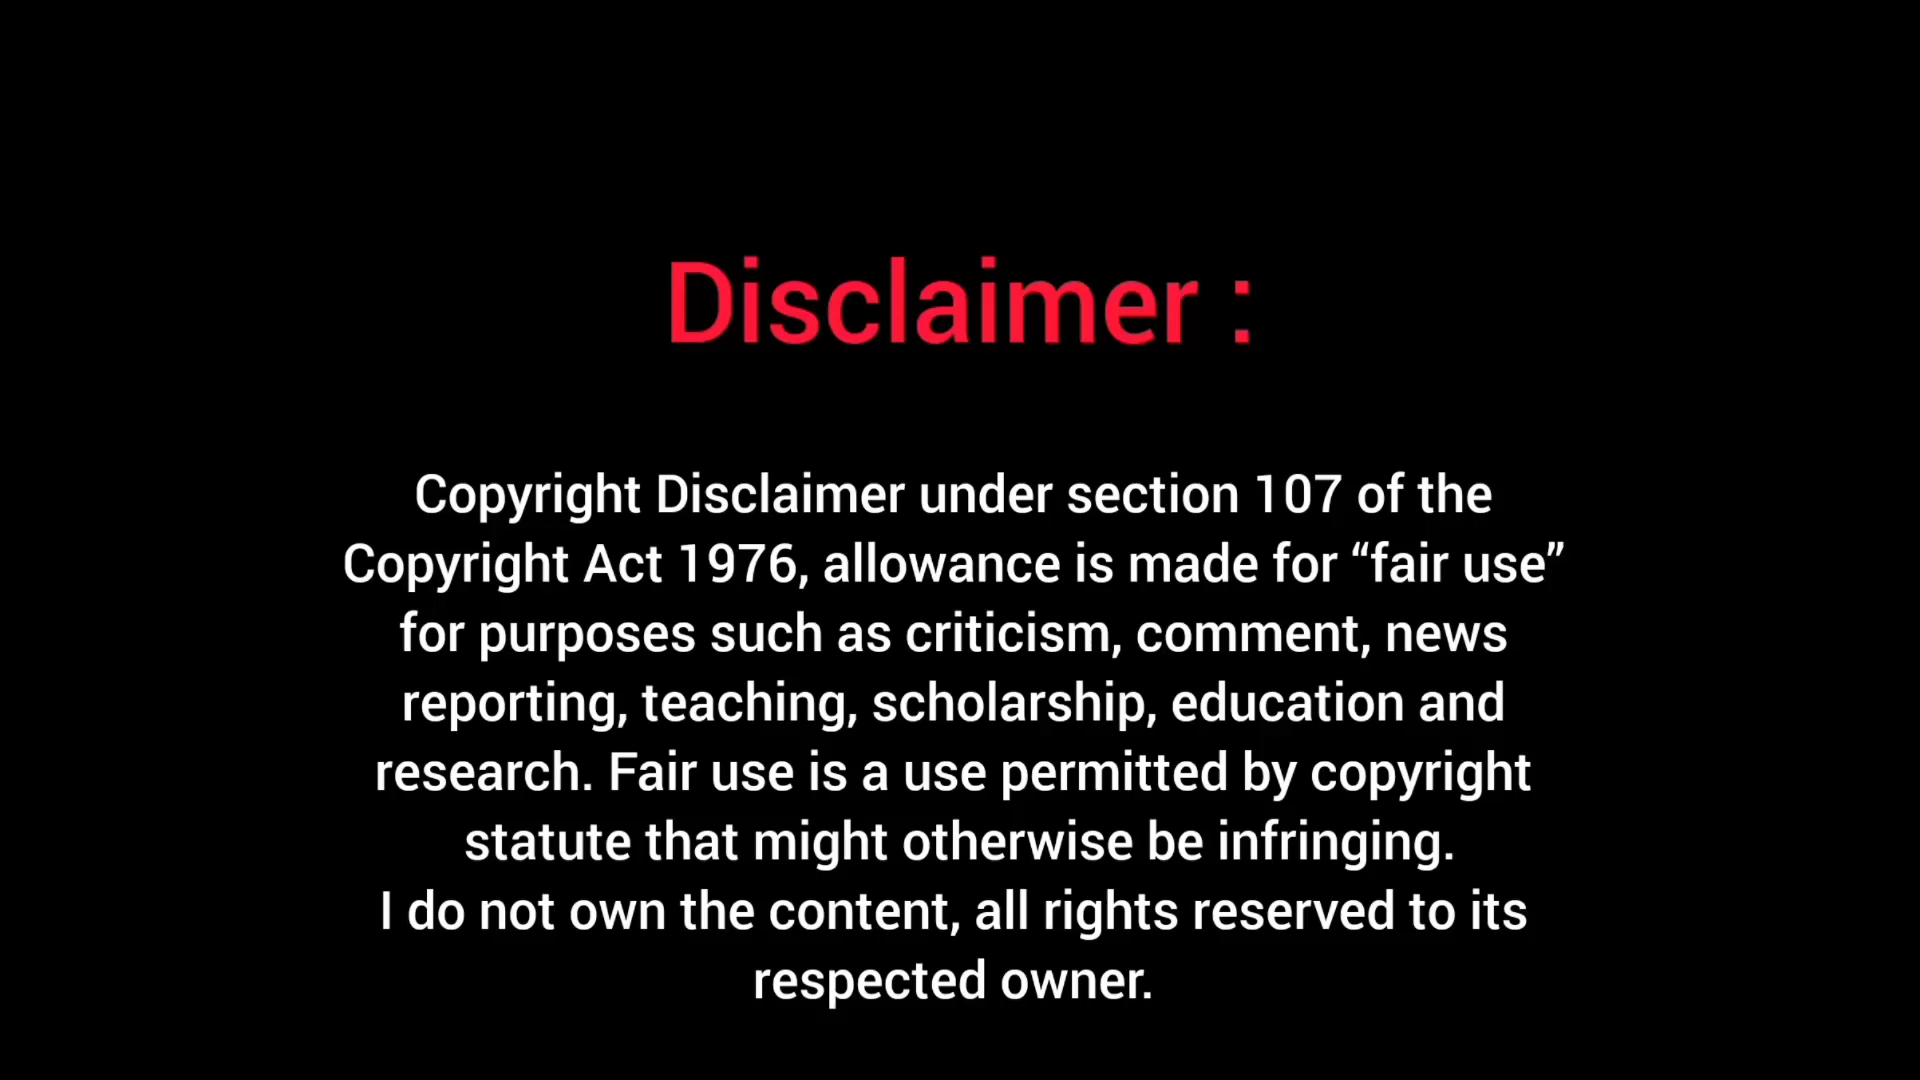 Disclaimer :
Copyright Disclaimer under section 107 of the
Copyright Act 1976, allowance is made for “fair use”
for purposes such as criticism, comment, news
reporting, teaching, scholarship, education and
research. Fair use is a use permitted by copyright
statute that might otherwise be infringing.
I do not own the content, all rights reserved to its
respected owner.